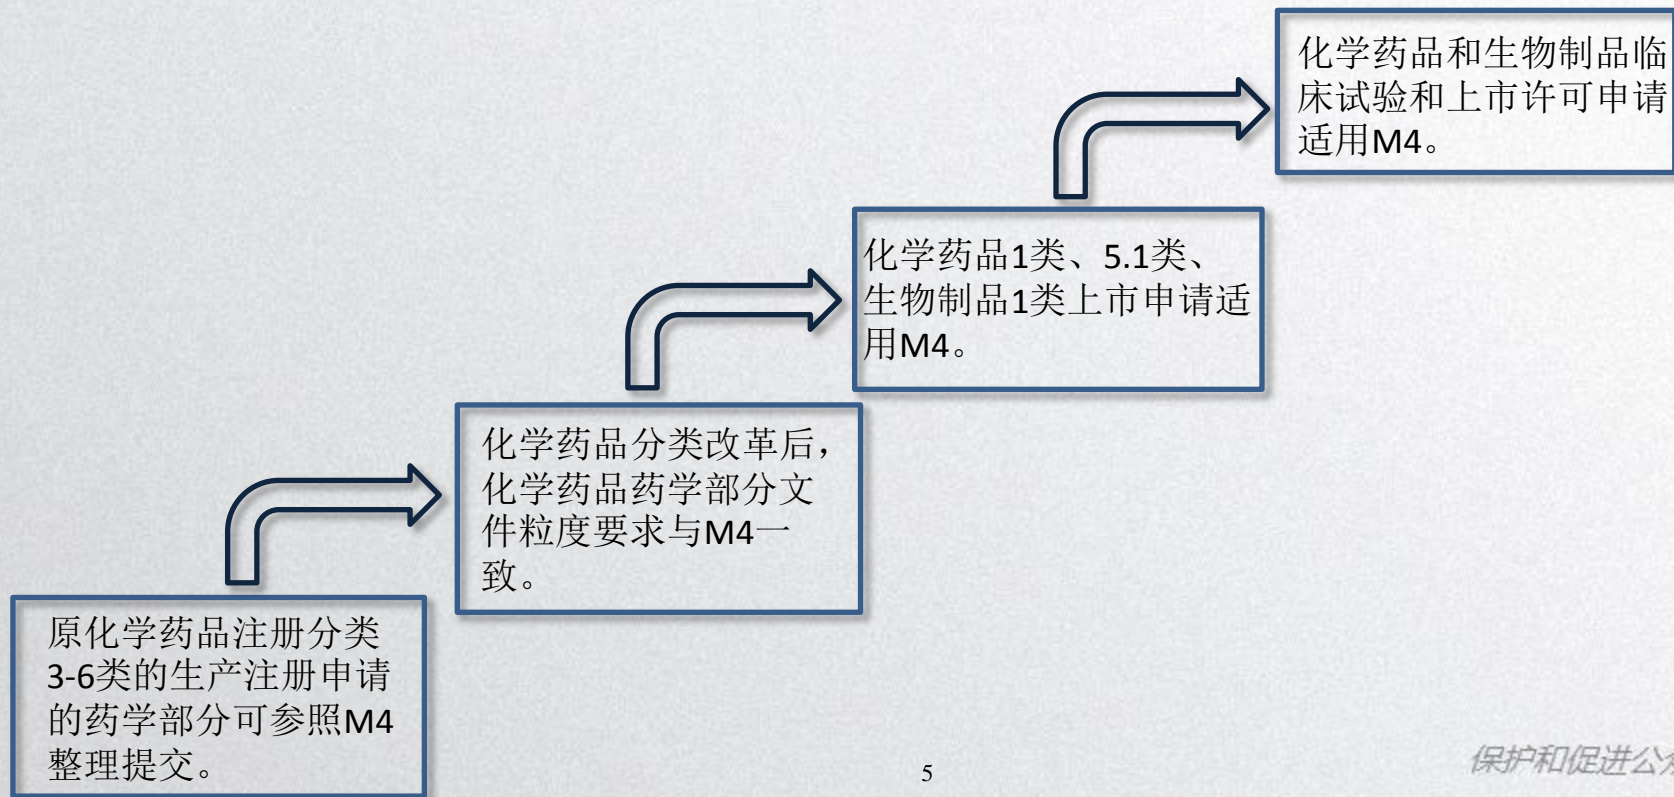 化学药品和生物制品临
床试验和上市许可申请
适用M4。
化学药品1类、5.1类、
生物制品1类上市申请适
用M4。
化学药品分类改革后，
化学药品药学部分文
件粒度要求与M4一
致。
原化学药品注册分类
3-6类的生产注册申请
的药学部分可参照M4
整理提交。
5
保护和促进公